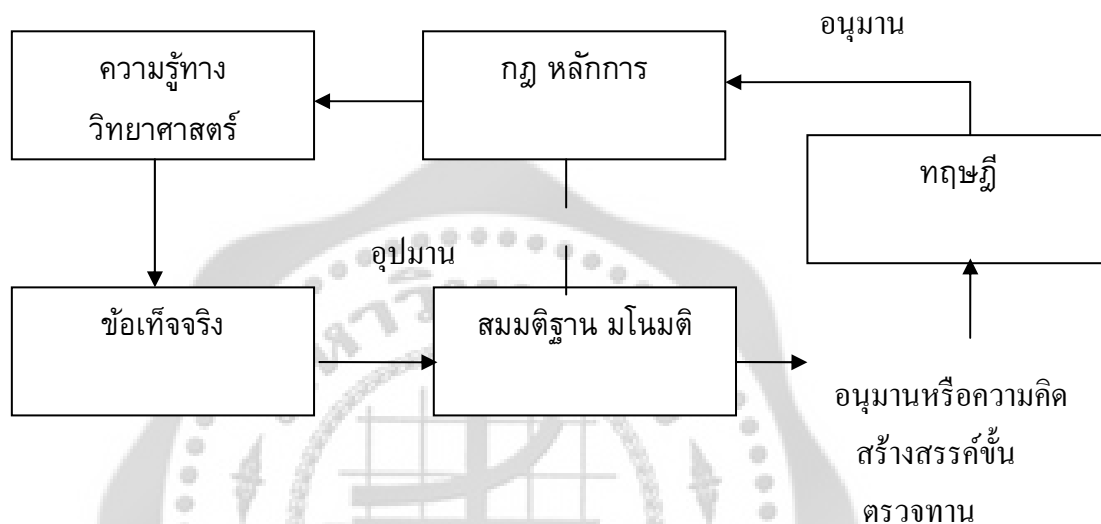 อนุมาน
ความรู้ทาง
วิทยาศาสตร์
กฎ หลักการ
ทฤษฎี
อุปมาน
ข้อเท็จจริง
สมมติฐาน มโนมติ
อนุมานหรือความคิด
สร้างสรรค์ขั้น
ตรวจทาน